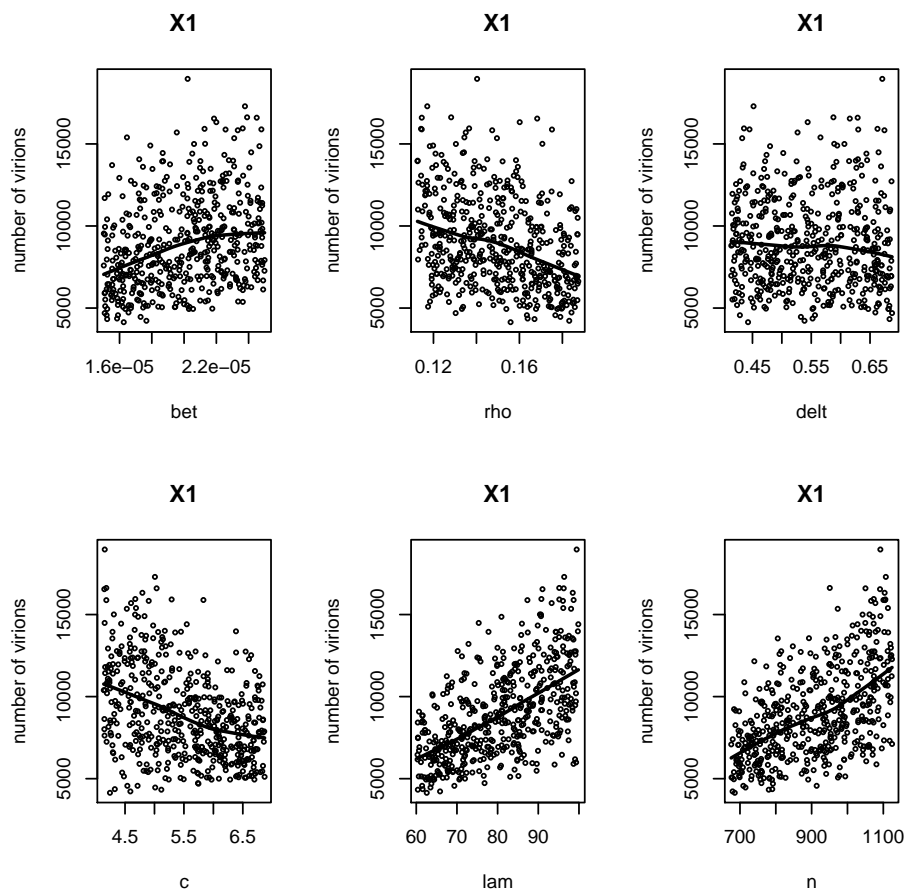 X1 X1 X1
number of virions number of virions number of virions
15000 15000 15000
10000 10000 10000
5000 5000 5000
1.6e−05 2.2e−05 0.12 0.16 0.45 0.55 0.65
bet rho delt
X1 X1 X1
number of virions number of virions number of virions
15000 15000 15000
10000 10000 10000
5000 5000 5000
4.5 5.5 6.5 60 70 80 90 700 900 1100
c lam n